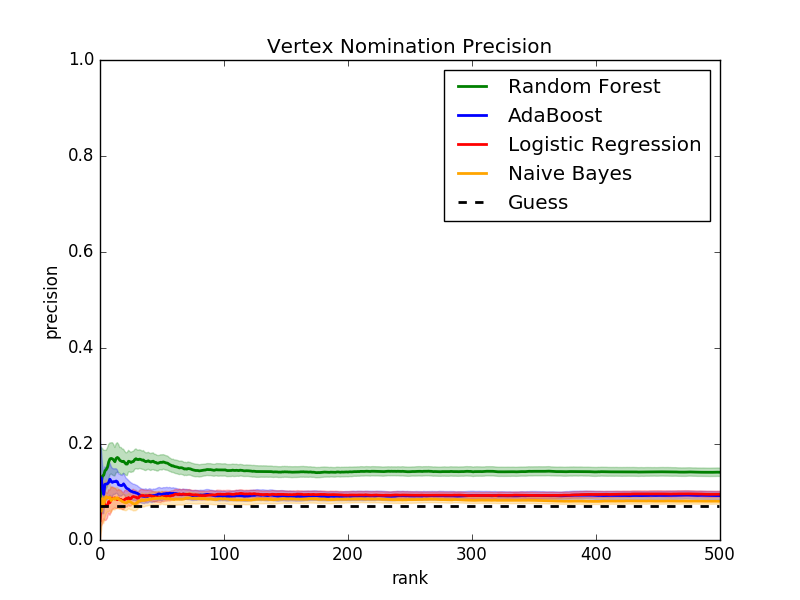 Vertex Nomination Precision
1.0
0.8
0.6
0.4
0.2
0.0
precision
Random Forest
AdaBoost
Logistic Regression
Naive Bayes
Guess
0 100 200 300 400 500
rank